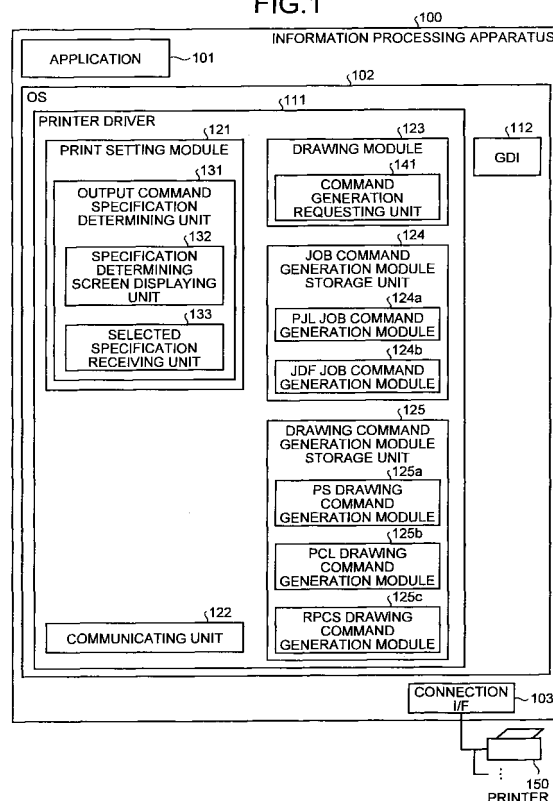 FIG.1
100
INFORMATION PROCESSING APPARATUS
APPLICATION
101
102
OS
111
PRINTER DRIVER
121
PRINT SETTING MODULE
131
OUTPUT COMMAND
SPECIFICATION
DETERMINING UNIT
132
SPECIFICATION
DETERMINING
SCREEN DISPLAYING
UNIT
133
SELECTED
SPECIFICATION
RECEIVING UNIT
122
COMMUNICATING UNIT
123
DRAWING MODULE
141
COMMAND
GENERATION
REQUESTING UNIT
124
JOB COMMAND
GENERATION MODULE
STORAGE UNIT
124a
PJL JOB COMMAND
GENERATION MODULE
124b
JDF JOB COMMAND
GENERATION MODULE
125
DRAWING COMMAND
GENERATION MODULE
STORAGE UNIT
125a
PS DRAWING
COMMAND
GENERATION MODULE
125b
PCL DRAWING
COMMAND
GENERATION MODULE
125c
RPCS DRAWING
COMMAND
GENERATION MODULE
112
GDI
CONNECTION
I/F
103
150
PRINTER